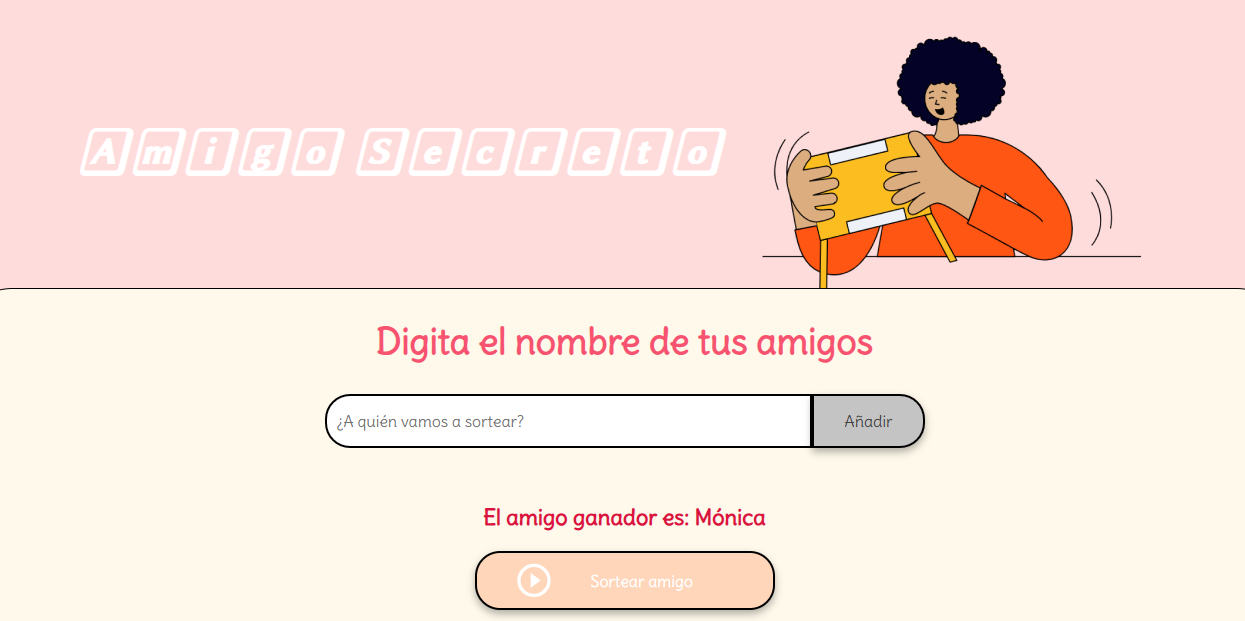 Amigo Secreto
Digita el nombre de tus amigos
¿A quién vamos a sortear?
Añadir
El amigo ganador es: Mónica
Sortear amigo